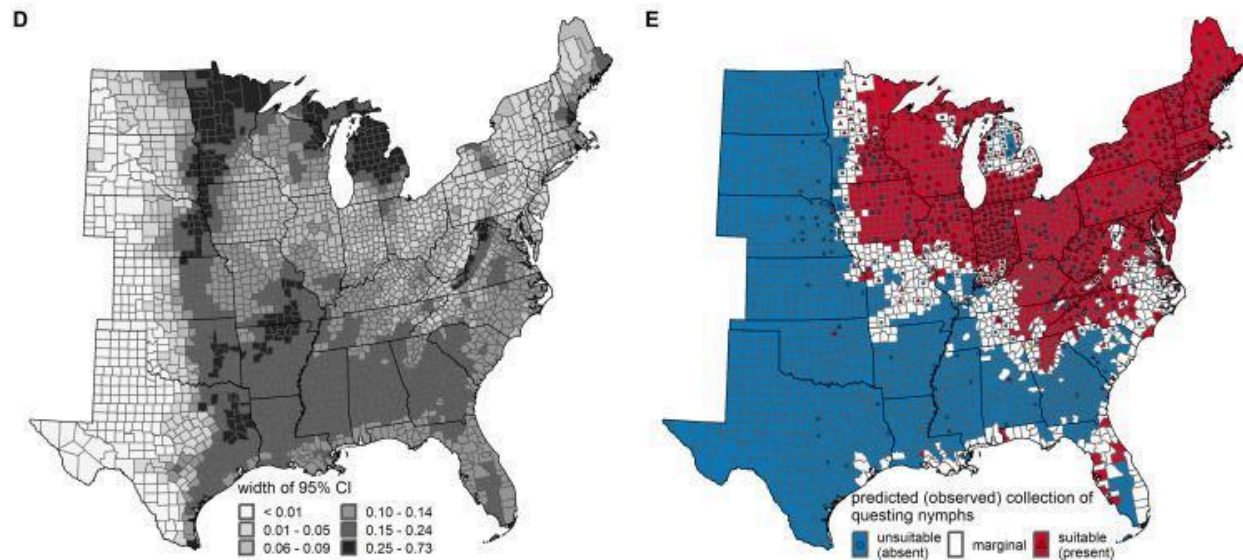 D
E
width of 95% CI
< 0.01
0.01 - 0.05
0.06 - 0.09
0.10 - 0.14
0.15 - 0.24
0.25 - 0.73
predicted (observed) collection of
questing nymphs
unsuitable
(absent)
marginal
suitable
(present)